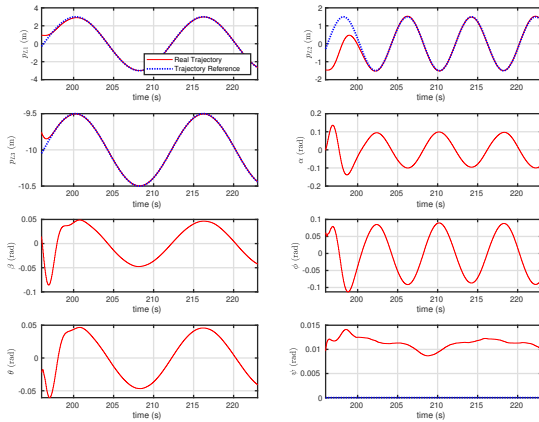 4
2
0
-2
-4
p_{L1} (m)
Real Trajectory
Trajectory Reference
200 205 210 215 220
time (s)
2
1
0
-1
-2
p_{L2} (m)
200 205 210 215 220
time (s)
-9.5
-10
-10.5
p_{L3} (m)
200 205 210 215 220
time (s)
0.2
0.1
0
-0.1
-0.2
α (rad)
200 205 210 215 220
time (s)
0.05
0
-0.05
-0.1
β (rad)
200 205 210 215 220
time (s)
0.1
0.05
0
-0.05
-0.1
ϕ (rad)
200 205 210 215 220
time (s)
0.05
0
-0.05
θ (rad)
200 205 210 215 220
time (s)
0.015
0.01
0.005
0
ψ (rad)
200 205 210 215 220
time (s)